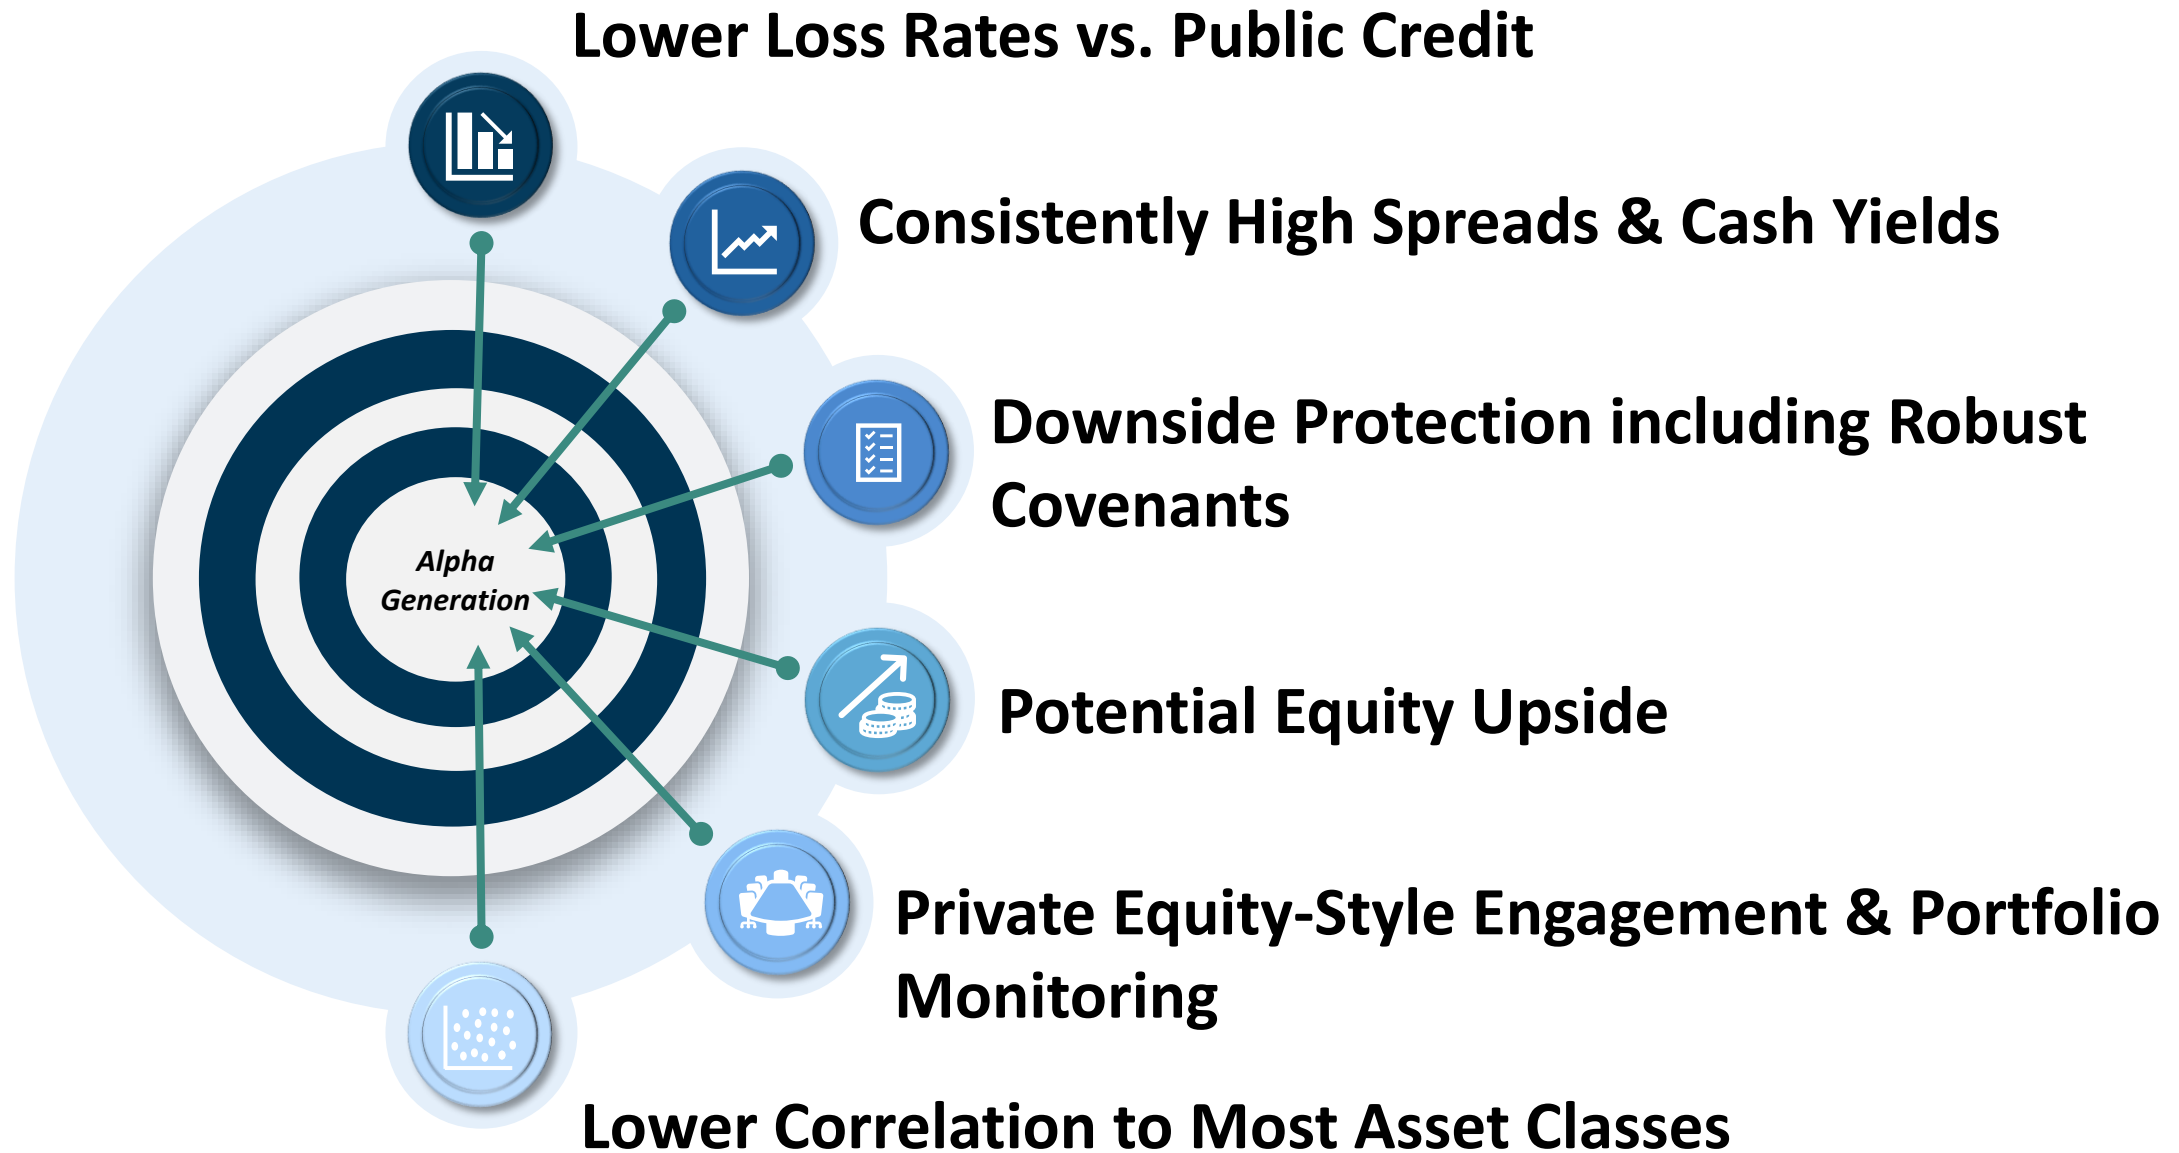 Lower Loss Rates vs. Public Credit
Consistently High Spreads & Cash Yields
Downside Protection including Robust
Covenants
Alpha
Generation
Potential Equity Upside
Private Equity-Style Engagement & Portfolio
Monitoring
Lower Correlation to Most Asset Classes